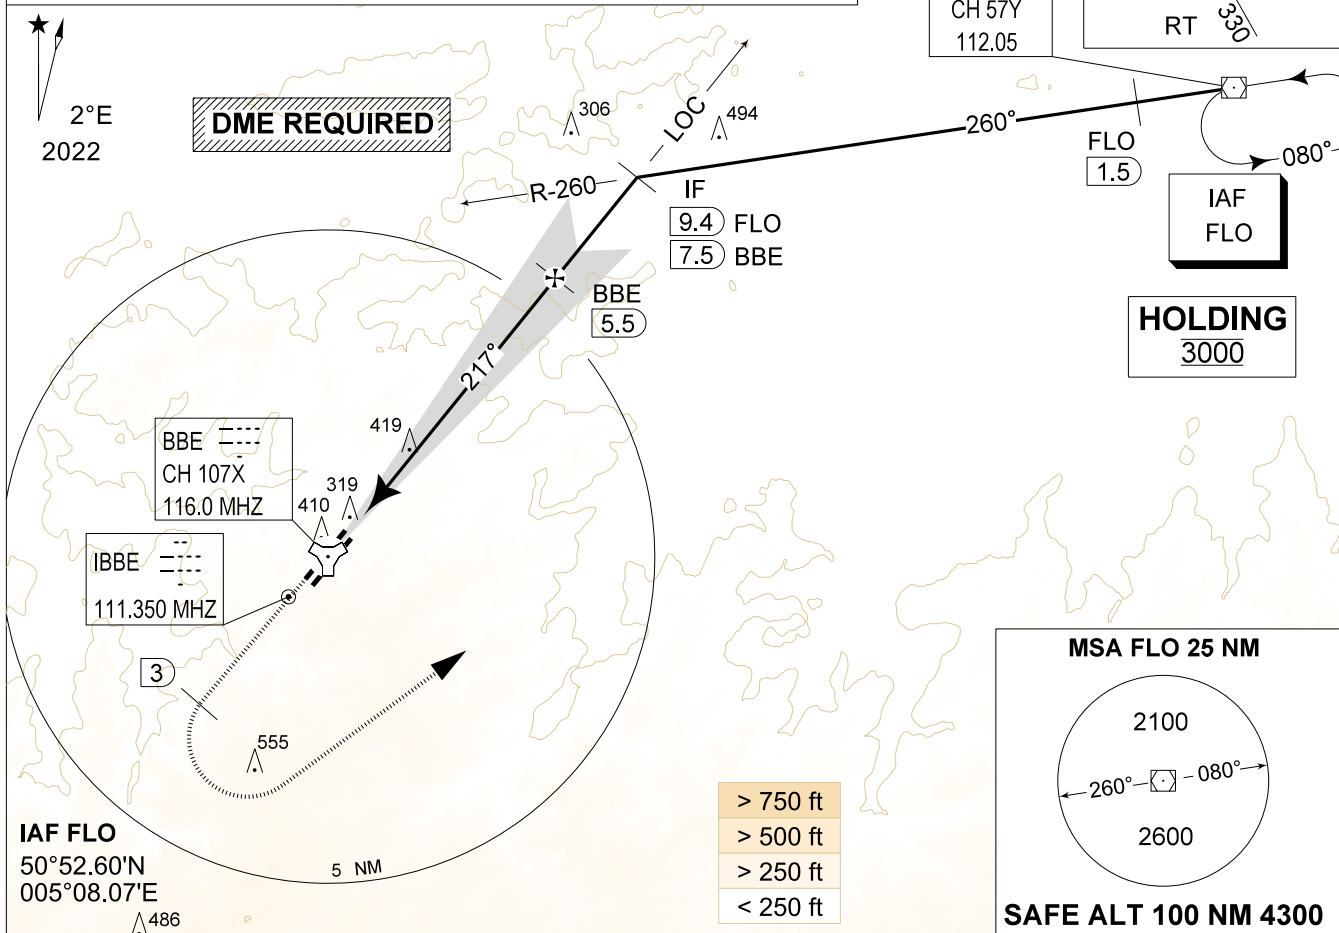 CH 57Y
112.05
RT
330
2°E
2022
DME REQUIRED
306
494
LOC
260°
FLO
1.5
080°
R-260
IF
9.4 FLO
7.5 BBE
IAF
FLO
BBE
5.5
HOLDING
3000
217°
419
BBE
CH 107X
116.0 MHZ
319
410
IBBE
111.350 MHZ
3
555
MSA FLO 25 NM
2100
260°
080°
2600
SAFE ALT 100 NM 4300
> 750 ft
> 500 ft
> 250 ft
< 250 ft
IAF FLO
50°52.60'N
005°08.07'E
5 NM
486